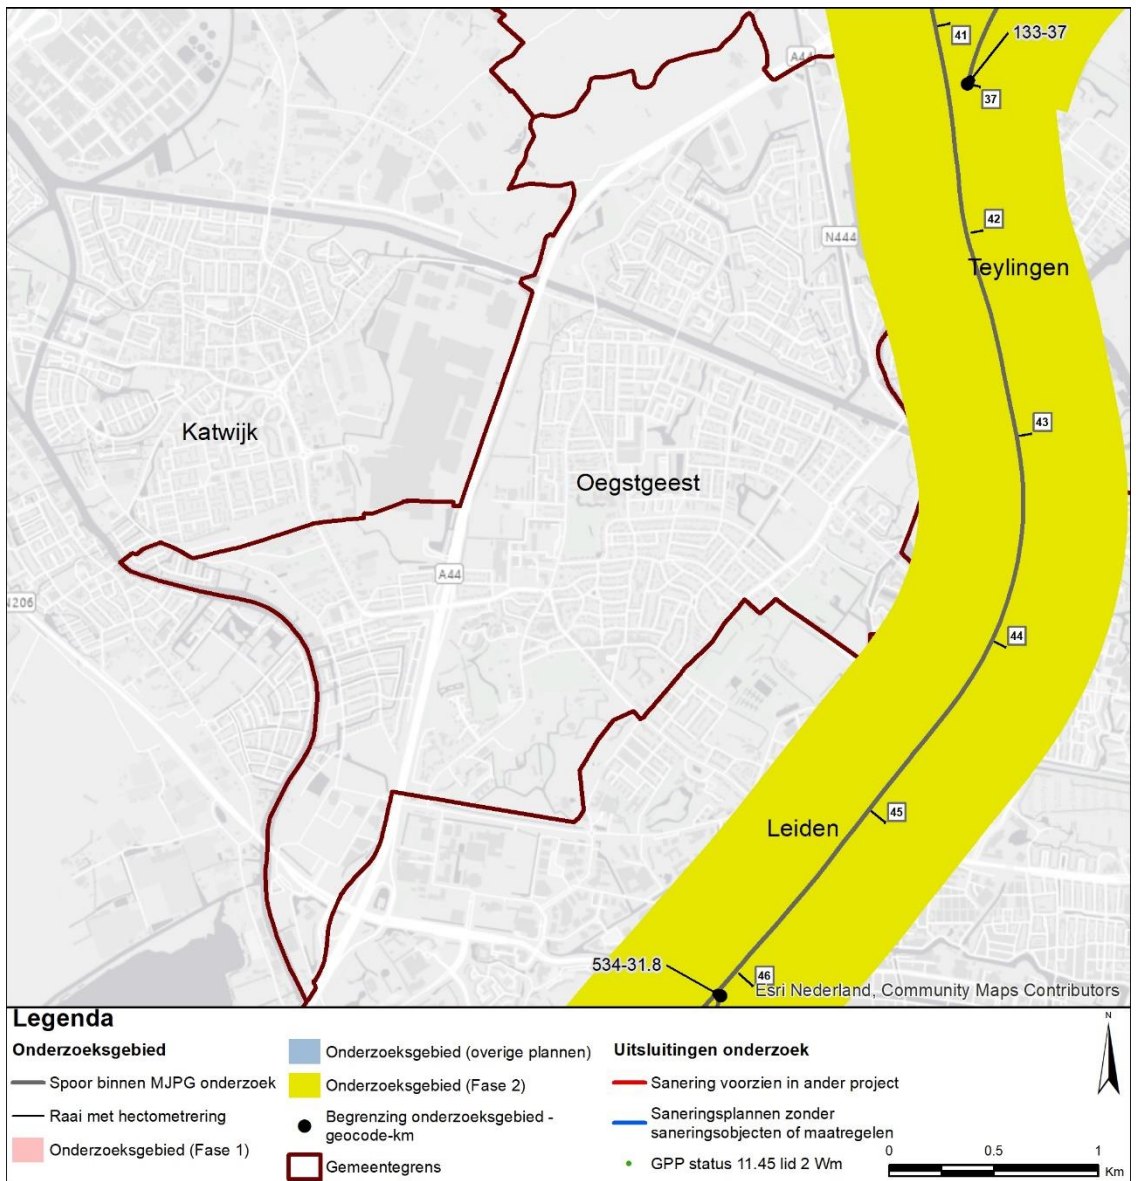 41
133-37
A44
37
42
N444
Teylingen
43
Katwijk
Oegstgeest
A44
N206
44
45
Leiden
534-31.8
46
Esri Nederland, Community Maps Contributors
Legenda
Onderzoeksgebied
Spoor binnen MJPG onderzoek
Raai met hectometrering
Onderzoeksgebied (Fase 1)
Onderzoeksgebied (overige plannen)
Onderzoeksgebied (Fase 2)
Begrenzing onderzoeksgebied -
geocode-km
Gemeentegrens
Uitsluitingen onderzoek
Sanering voorzien in ander project
Saneringsplannen zonder
saneringsobjecten of maatregelen
GPP status 11.45 lid 2 Wm
N
0 0.5 1
Km